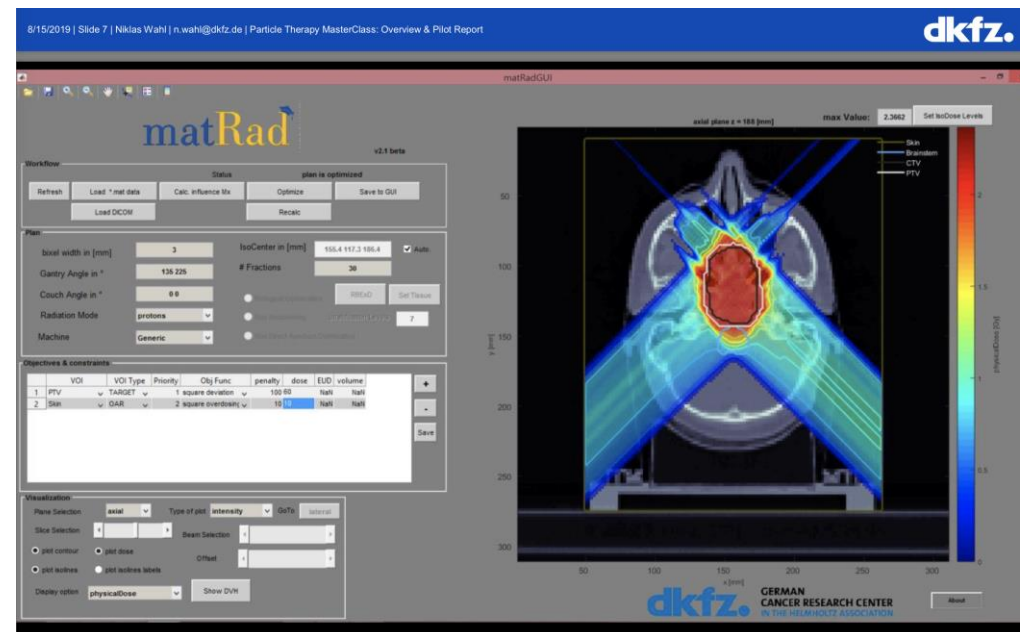 8/15/2019 | Slide 7 | Niklas Wahl | n.wahl@dkfz.de | Particle Therapy MasterClass: Overview & Pilot Report
dkfz.
matRadGUI
matRad
v2.1 beta
Workflow
Status plan is optimized
Refresh Load *.mat data Calc. influence Mx Optimize Save to GUI
Load DICOM Recalc
Plan
bixel width in [mm] 3 IsoCenter in [mm] 117.3 Auto.
Gantry Angle in ° 135 225 # Fractions 30
Couch Angle in ° 0 0 Set Tissue
Radiation Mode protons 7
Machine Generic
Objectives & constraints
VOI VOI Type Priority Obj Func penalty dose EUD volume
1 PTV TARGET 1 square deviation 100 60 NaN NaN
2 Skin OAR 2 square overdosing 10 NaN NaN
+
-
Save
Visualization
Plane Selection axial Type of plot intensity GoTo lateral
Slice Selection Beam Selection
plot contour plot dose Offset
plot isolines plot isolines labels
Display option physicalDose Show DVH
axial plane z = 188 [mm] max Value: 2.3662 Set IsoDose Levels
Skin
Brainstem
CTV
PTV
50
100
150
200
250
300
y [mm]
50 100 150 200 250 300
x [mm]
2
1.5
1
0.5
0
physicalDose [Gy]
dkfz. GERMAN
CANCER RESEARCH CENTER
IN THE HELMHOLTZ ASSOCIATION
About